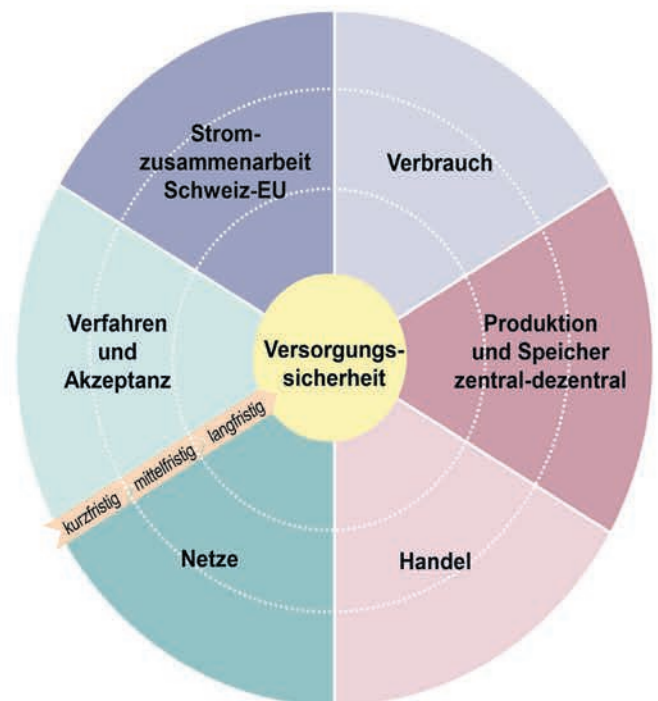 Strom-
zusammenarbeit
Schweiz-EU
Verbrauch
Verfahren
und
Akzeptanz
Versorgungs-
sicherheit
Produktion
und Speicher
zentral-dezentral
kurzfristig
mittelfristig
langfristig
Netze
Handel